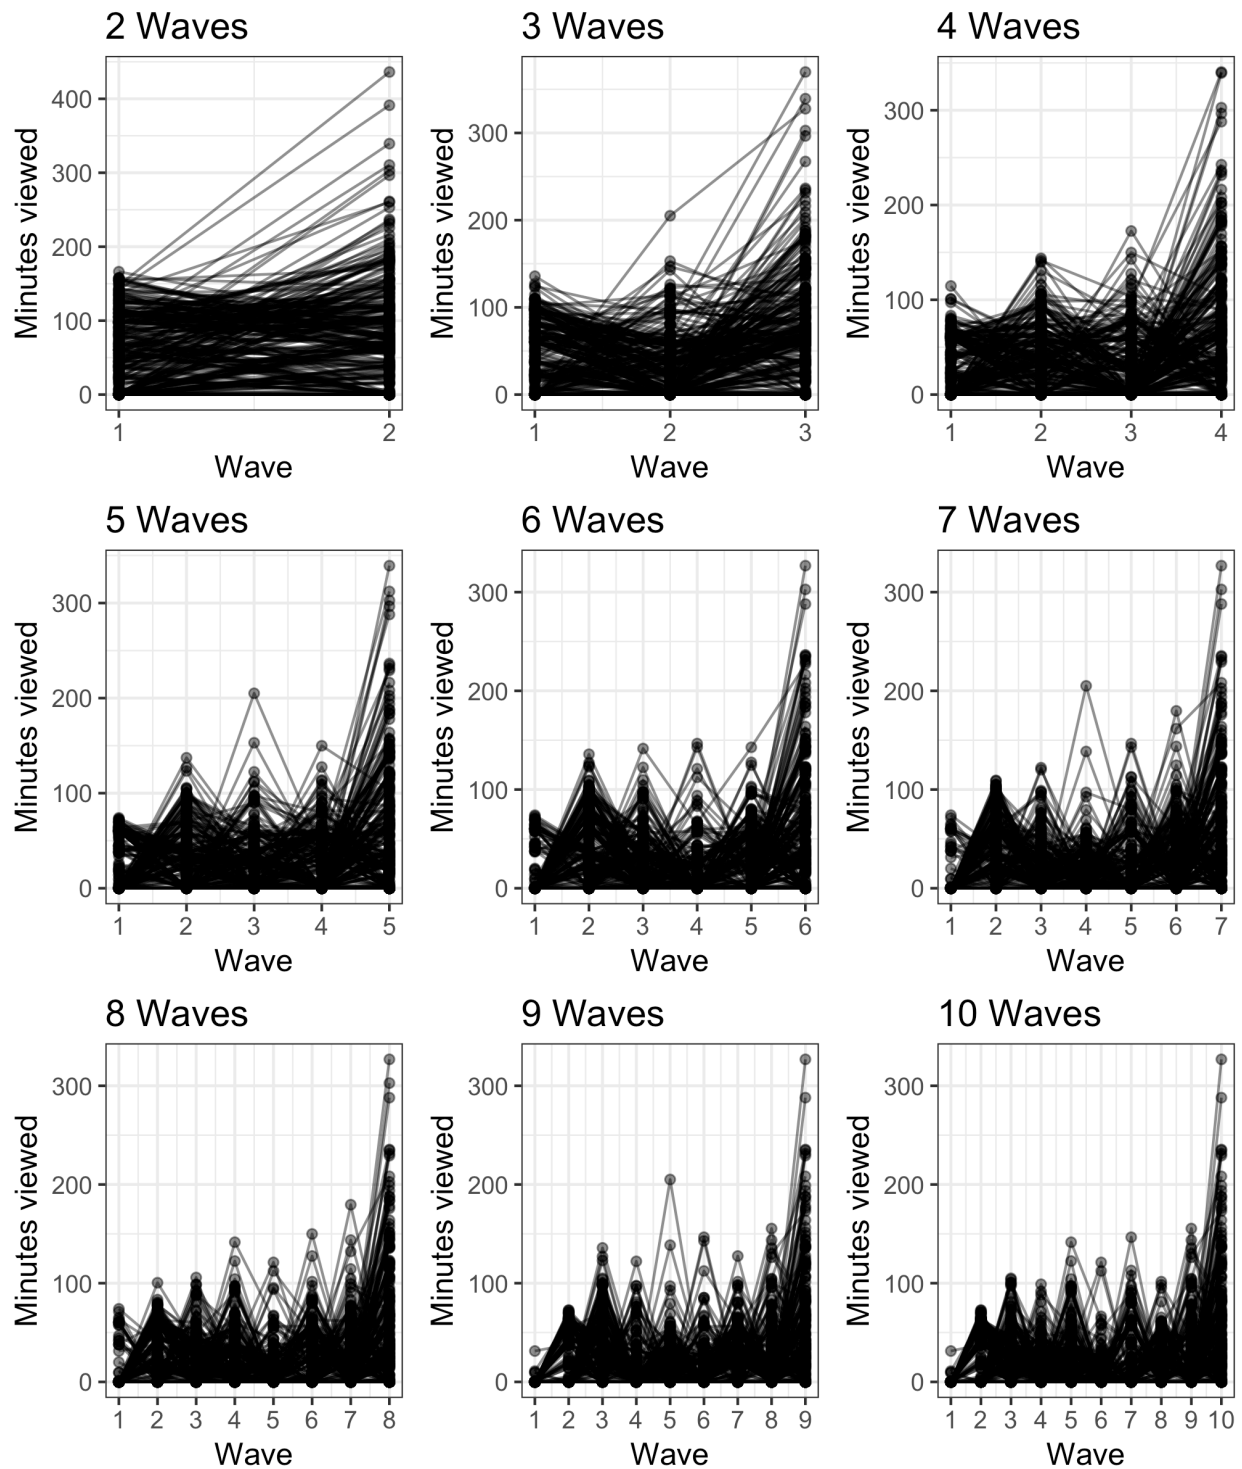 2 Waves
3 Waves
4 Waves
Minutes viewed
400
300
200
100
0
1 2
Wave
Minutes viewed
300
200
100
0
1 2 3
Wave
Minutes viewed
300
200
100
0
1 2 3 4
Wave
5 Waves
6 Waves
7 Waves
Minutes viewed
300
200
100
0
1 2 3 4 5
Wave
Minutes viewed
300
200
100
0
1 2 3 4 5 6
Wave
Minutes viewed
300
200
100
0
1 2 3 4 5 6 7
Wave
8 Waves
9 Waves
10 Waves
Minutes viewed
300
200
100
0
1 2 3 4 5 6 7 8
Wave
Minutes viewed
300
200
100
0
1 2 3 4 5 6 7 8 9
Wave
Minutes viewed
300
200
100
0
1 2 3 4 5 6 7 8 9 10
Wave